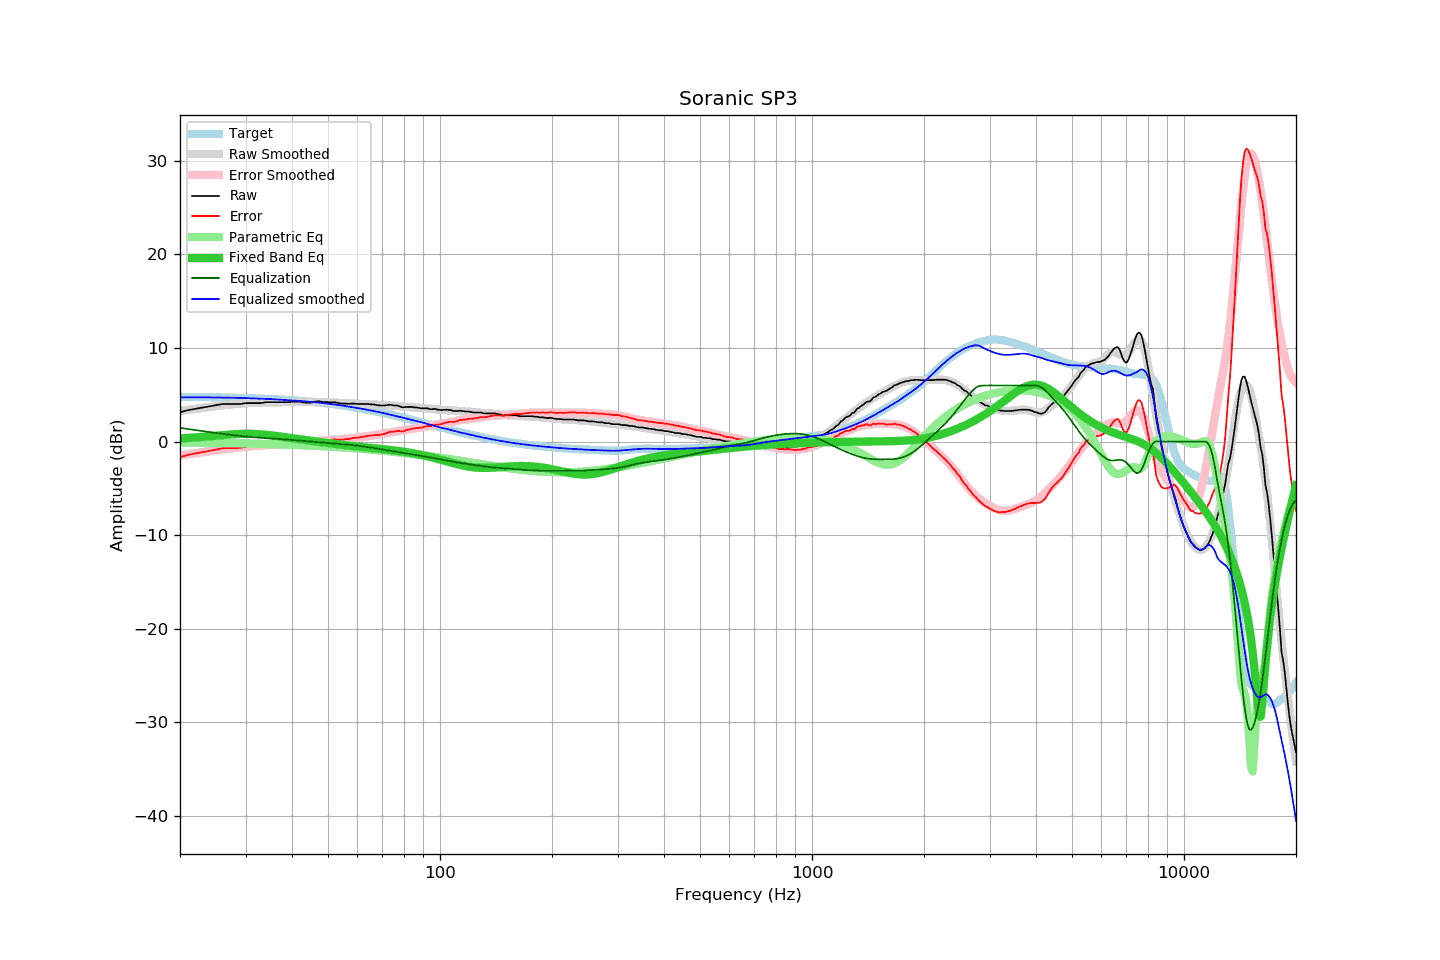 Soranic SP3
Target
Raw Smoothed
Error Smoothed
Raw
Error
Parametric Eq
Fixed Band Eq
Equalization
Equalized smoothed
30
20
10
0
−10
−20
−30
−40
Amplitude (dBr)
100
1000
10000
Frequency (Hz)